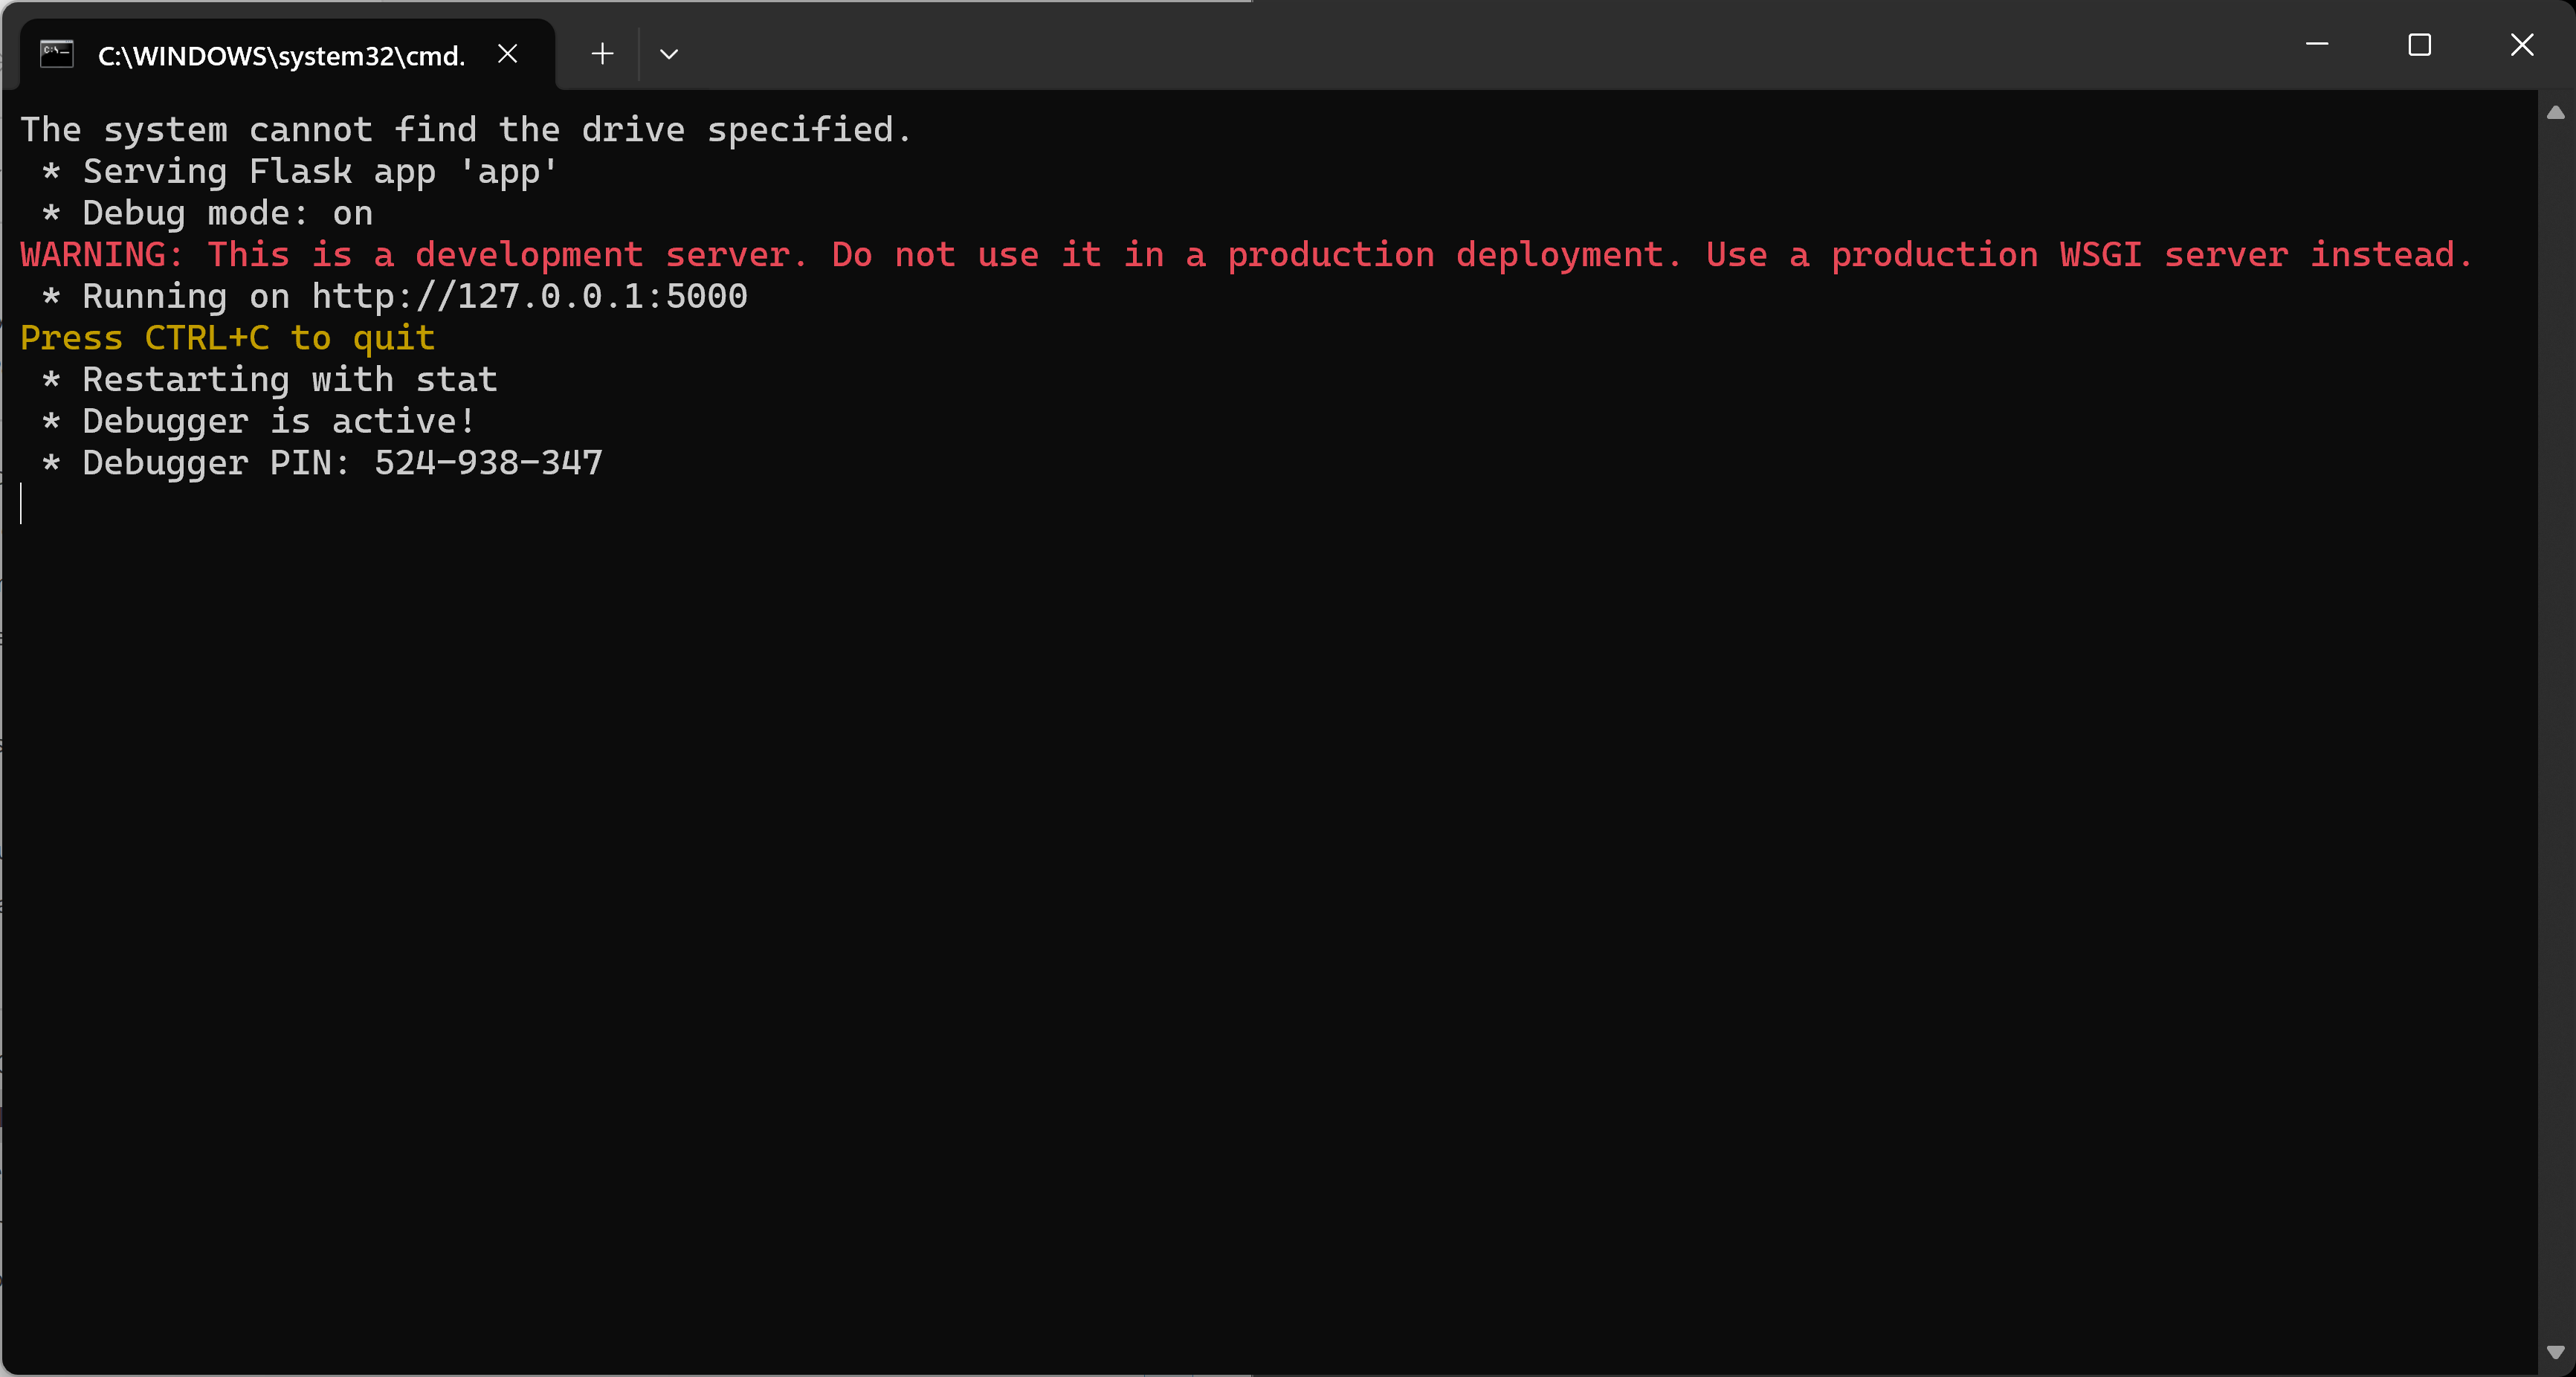 C:\WINDOWS\system32\cmd.
The system cannot find the drive specified.
 * Serving Flask app 'app'
 * Debug mode: on
WARNING: This is a development server. Do not use it in a production deployment. Use a production WSGI server instead.
 * Running on http://127.0.0.1:5000
Press CTRL+C to quit
 * Restarting with stat
 * Debugger is active!
 * Debugger PIN: 524-938-347